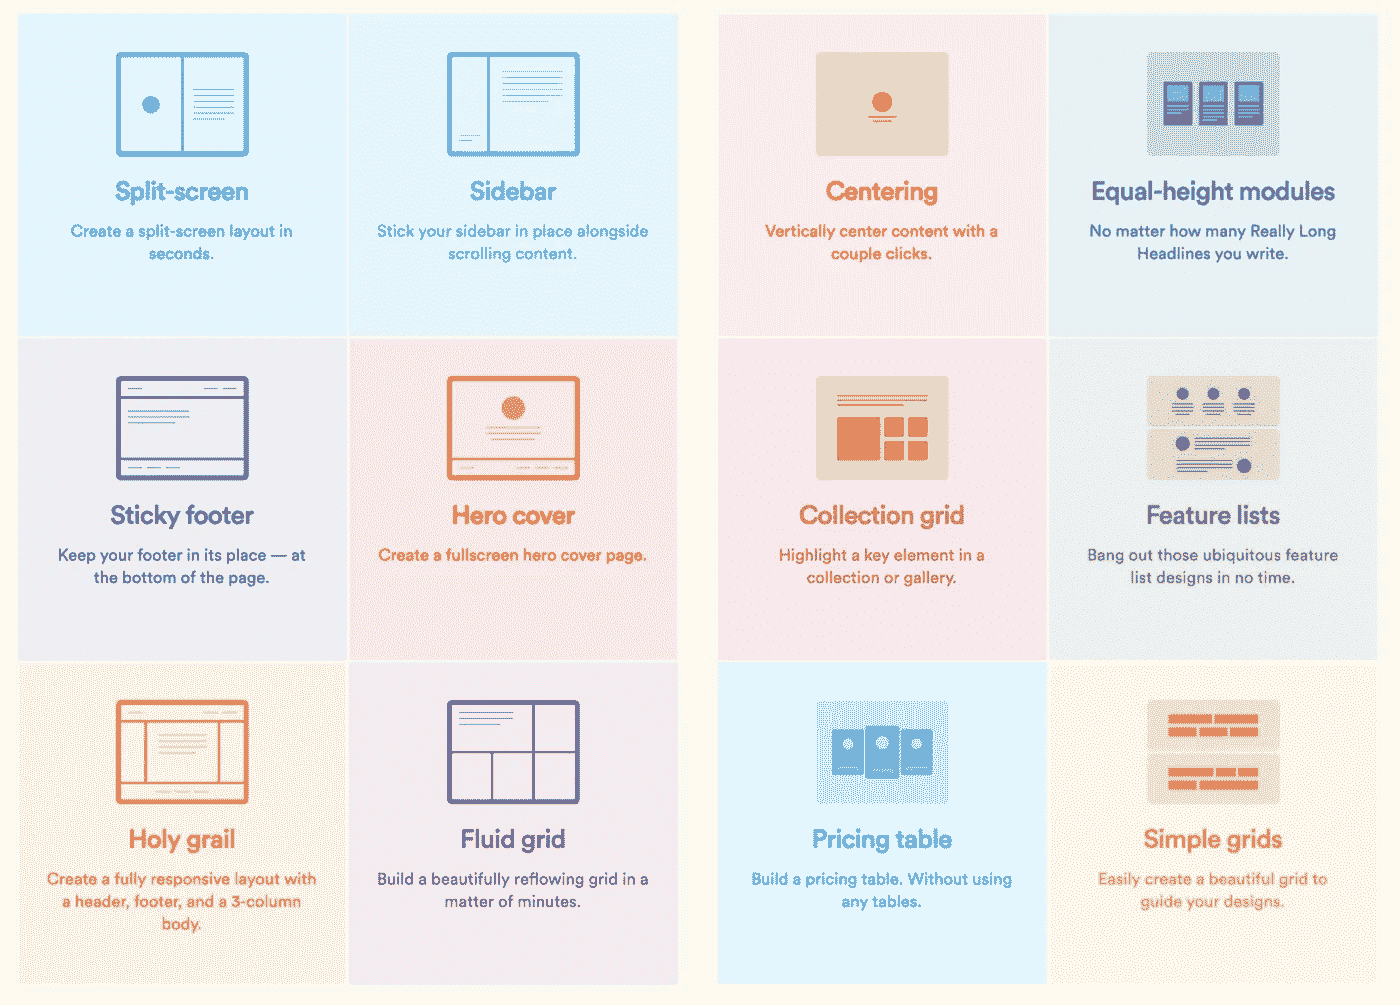 Split-screen
Create a split-screen layout in
seconds.
Sidebar
Stick your sidebar in place alongside
scrolling content.
Sticky footer
Keep your footer in its place — at
the bottom of the page.
Hero cover
Create a fullscreen hero cover page.
Holy grail
Create a fully responsive layout with
a header, footer, and a 3-column
body.
Fluid grid
Build a beautifully reflowing grid in a
matter of minutes.
Centering
Vertically center content with a
couple clicks.
Equal-height modules
No matter how many Really Long
Headlines you write.
Collection grid
Highlight a key element in a
collection or gallery.
Feature lists
Bang out those ubiquitous feature
list designs in no time.
Pricing table
Build a pricing table. Without using
any tables.
Simple grids
Easily create a beautiful grid to
guide your designs.